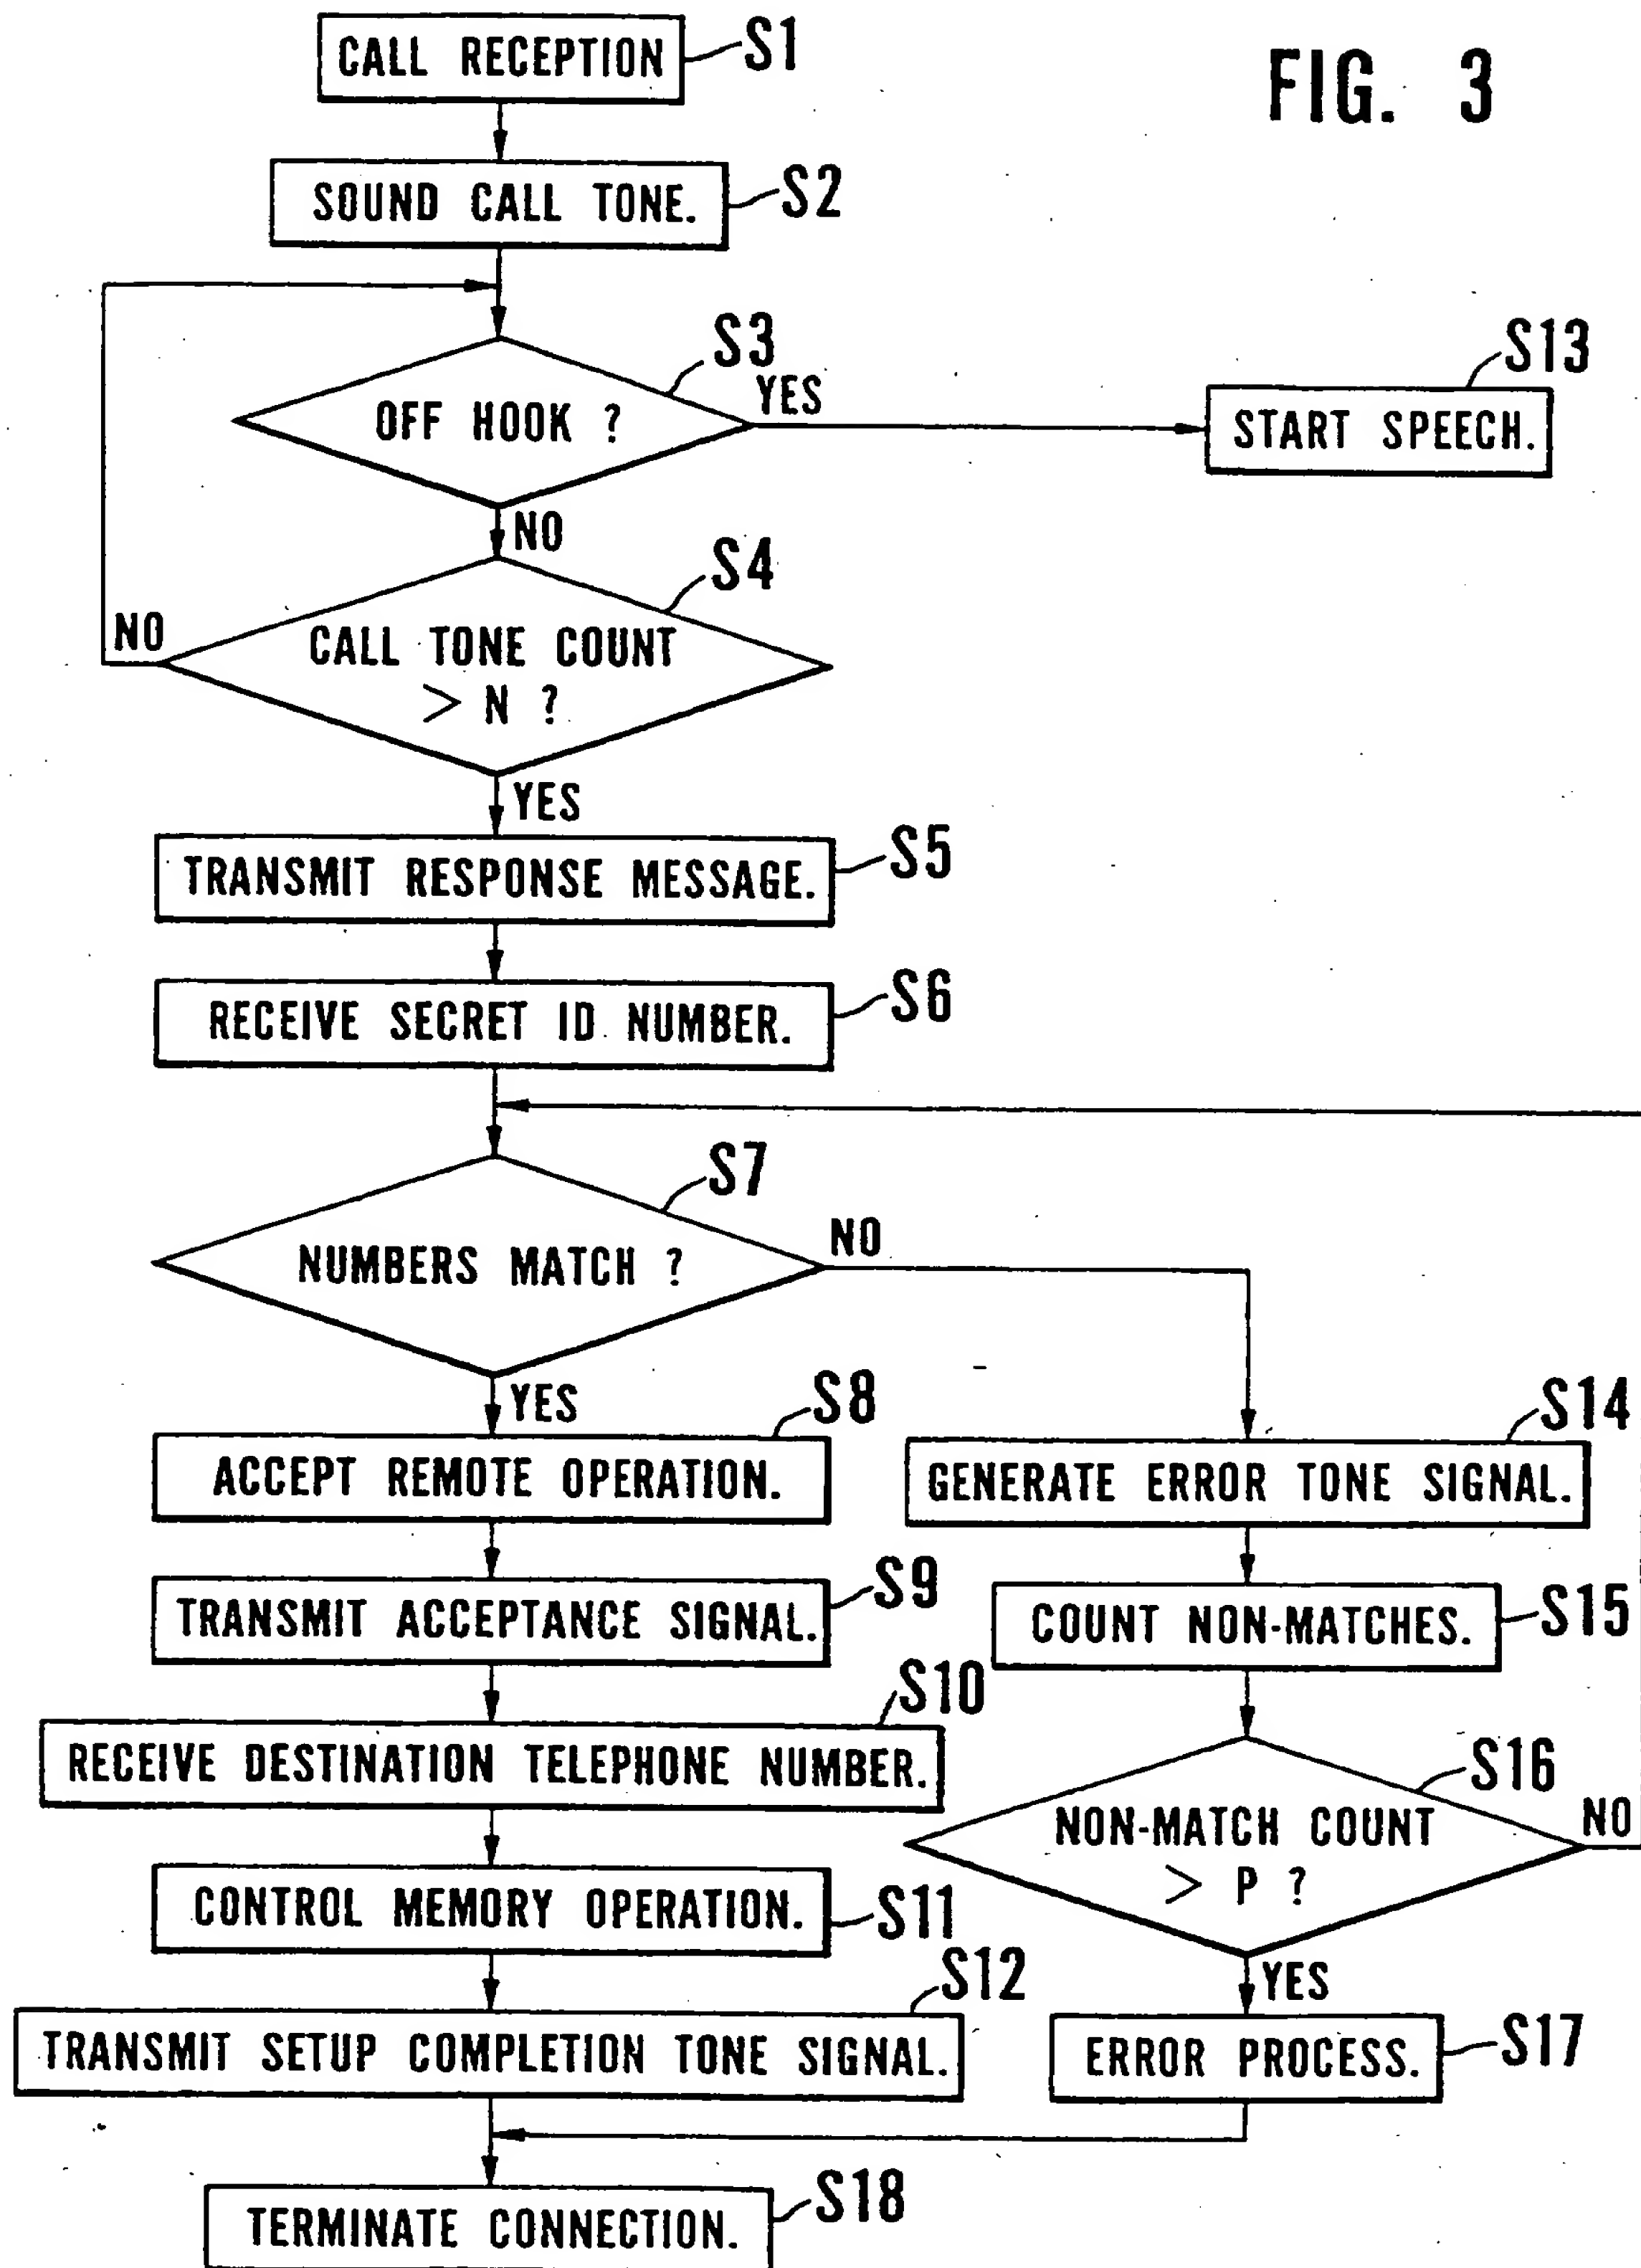 FIG. 3
CALL RECEPTION
S1
SOUND CALL TONE.
S2
S3
OFF HOOK ?
YES
S13
START SPEECH.
NO
S4
CALL TONE COUNT
> N ?
NO
YES
TRANSMIT RESPONSE MESSAGE.
S5
RECEIVE SECRET ID NUMBER.
S6
S7
NUMBERS MATCH ?
NO
YES
S8
ACCEPT REMOTE OPERATION.
S14
GENERATE ERROR TONE SIGNAL.
TRANSMIT ACCEPTANCE SIGNAL.
S9
COUNT NON-MATCHES.
S15
S10
RECEIVE DESTINATION TELEPHONE NUMBER.
S16
NON-MATCH COUNT
> P ?
NO
CONTROL MEMORY OPERATION.
S11
YES
S12
TRANSMIT SETUP COMPLETION TONE SIGNAL.
ERROR PROCESS.
S17
TERMINATE CONNECTION.
S18